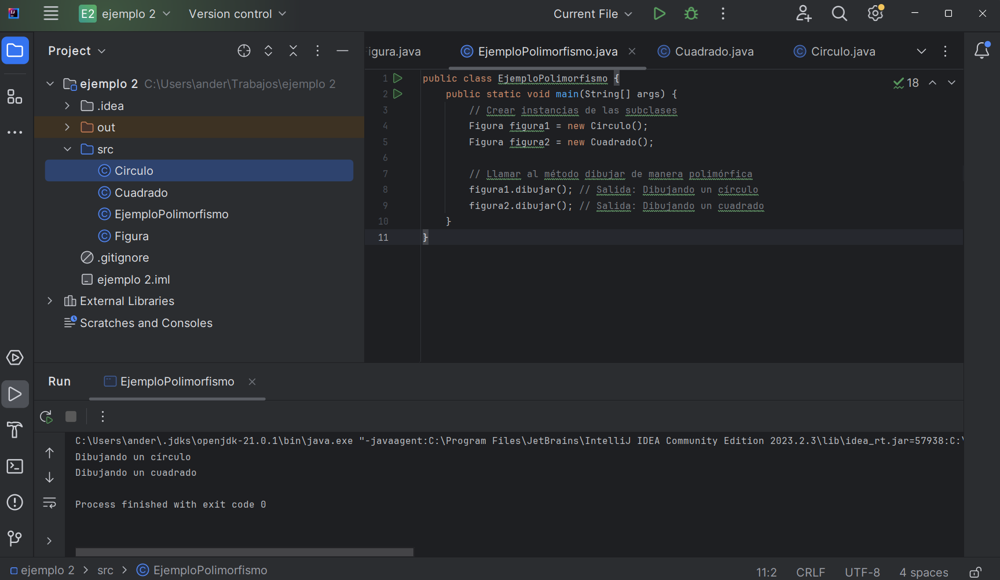 E2 ejemplo 2 Version control Current File
Project
igura.java EjemploPolimorfismo.java Cuadrado.java Circulo.java
ejemplo 2 C:\Users\ander\Trabajos\ejemplo 2
.idea
out
src
Circulo
Cuadrado
EjemploPolimorfismo
Figura
.gitignore
ejemplo 2.iml
External Libraries
Scratches and Consoles
1 public class EjemploPolimorfismo {
2 public static void main(String[] args) {
3 // Crear instancias de las subclases
4 Figura figura1 = new Circulo();
5 Figura figura2 = new Cuadrado();
6
7 // Llamar al método dibujar de manera polimórfica
8 figura1.dibujar(); // Salida: Dibujando un círculo
9 figura2.dibujar(); // Salida: Dibujando un cuadrado
10 }
11 }
18
Run EjemploPolimorfismo
C:\Users\ander\.jdks\openjdk-21.0.1\bin\java.exe "-javaagent:C:\Program Files\JetBrains\IntelliJ IDEA Community Edition 2023.2.3\lib\idea_rt.jar=57938:C:\
Dibujando un círculo
Dibujando un cuadrado
Process finished with exit code 0
ejemplo 2 > src > EjemploPolimorfismo
11:2 CRLF UTF-8 4 spaces